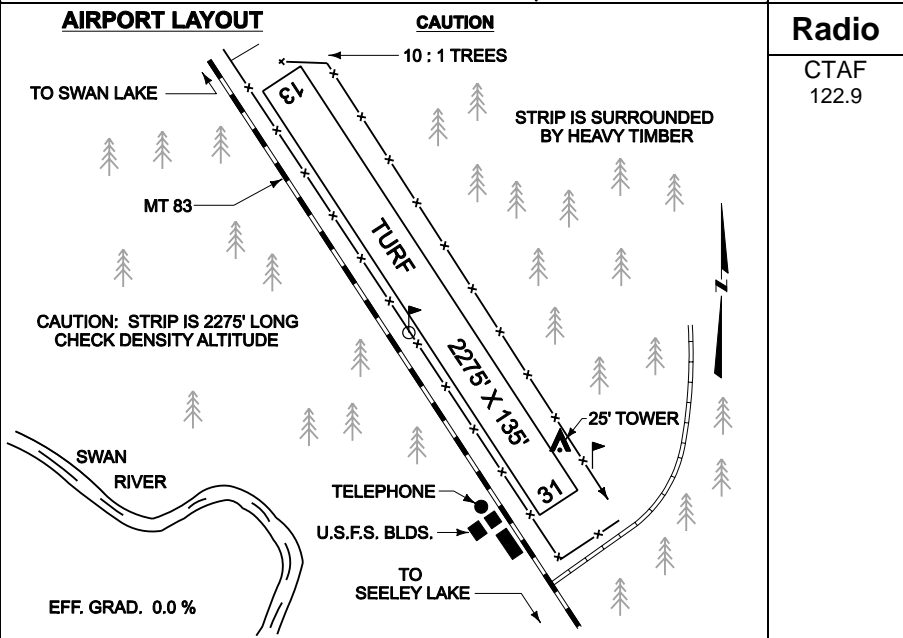 AIRPORT LAYOUT
CAUTION
10 : 1 TREES
Radio
CTAF
122.9
TO SWAN LAKE
13
STRIP IS SURROUNDED
BY HEAVY TIMBER
MT 83
TURF
N
CAUTION: STRIP IS 2275' LONG
CHECK DENSITY ALTITUDE
2275' X 135'
25' TOWER
SWAN
RIVER
31
TELEPHONE
U.S.F.S. BLDS.
TO
SEELEY LAKE
EFF. GRAD. 0.0 %